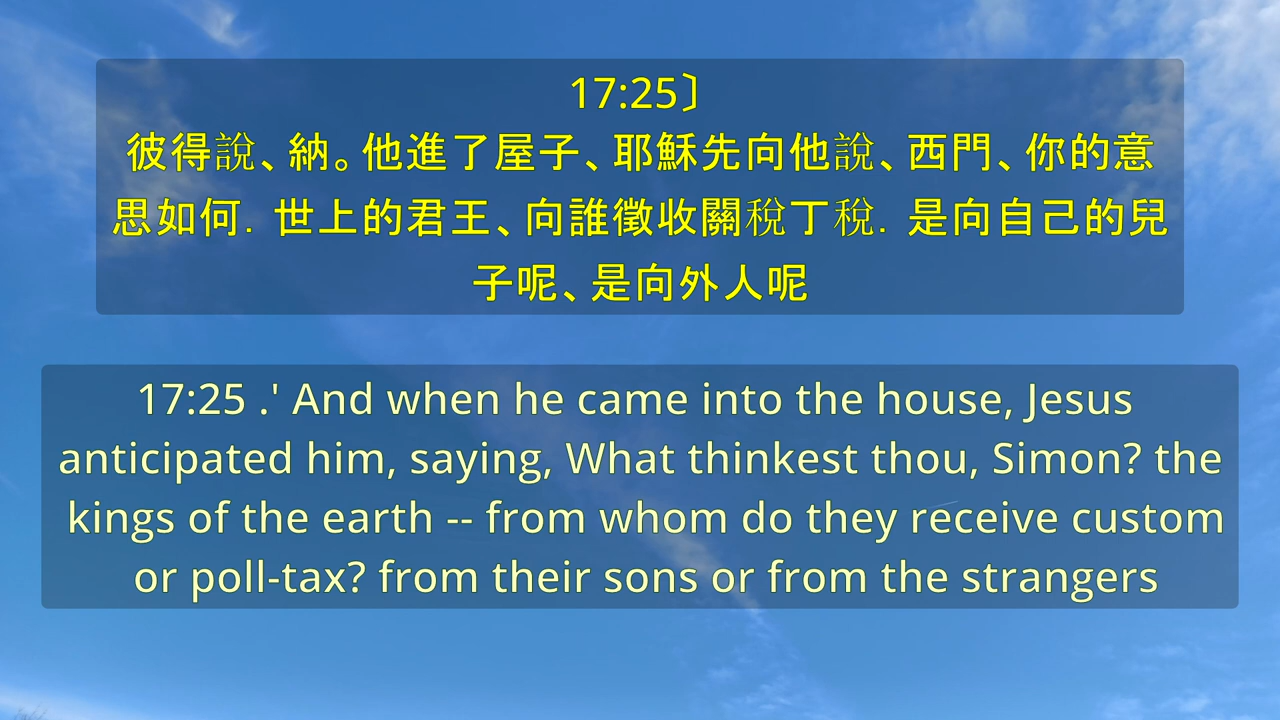 17:25〕
彼得說、納。他進了屋子、耶穌先向他說、西門、你的意
思如何．世上的君王、向誰徵收關稅丁稅．是向自己的兒
子呢、是向外人呢
17:25 .' And when he came into the house, Jesus
anticipated him, saying, What thinkest thou, Simon? the
kings of the earth -- from whom do they receive custom
or poll-tax? from their sons or from the strangers